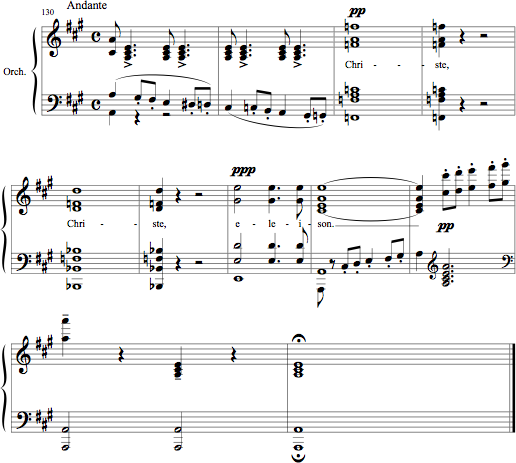 Andante
130
pp
Orch.
Chri - - ste,
ppp
Chri - - ste, e - le - i - son.
pp